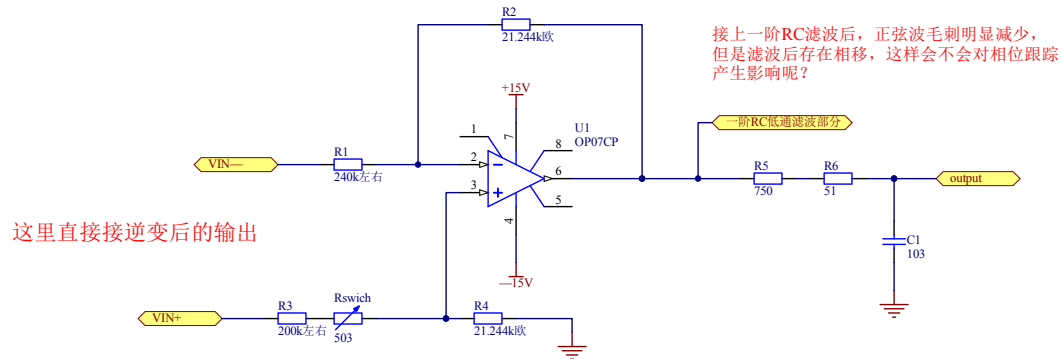 R2
21.244k欧
接上一阶RC滤波后，正弦波毛刺明显减少，
但是滤波后存在相移，这样会不会对相位跟踪
产生影响呢？
+15V
一阶RC低通滤波部分
1
7
U1
OP07CP
8
VIN—
R1
240k左右
2
6
R5
750
R6
51
output
3
5
4
这里直接接逆变后的输出
C1
103
—15V
VIN+
R3
200k左右
Rswich
503
R4
21.244k欧